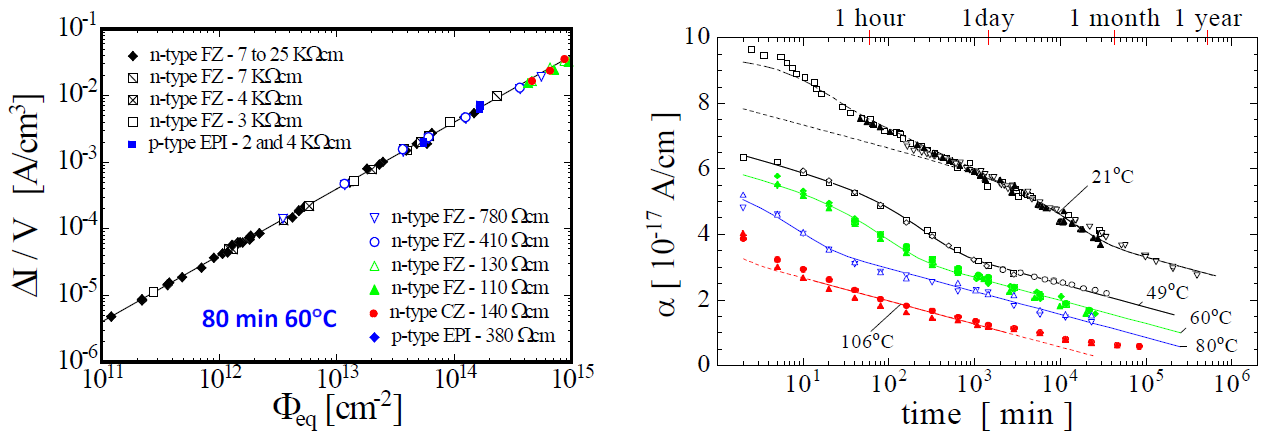 10⁻¹
10⁻²
10⁻³
10⁻⁴
10⁻⁵
10⁻⁶
ΔI / V [A/cm³]
n-type FZ - 7 to 25 KΩcm
n-type FZ - 7 KΩcm
n-type FZ - 4 KΩcm
n-type FZ - 3 KΩcm
p-type EPI - 2 and 4 KΩcm
n-type FZ - 780 Ωcm
n-type FZ - 410 Ωcm
n-type FZ - 130 Ωcm
n-type FZ - 110 Ωcm
n-type CZ - 140 Ωcm
p-type EPI - 380 Ωcm
80 min 60°C
10¹¹ 10¹² 10¹³ 10¹⁴ 10¹⁵
Φeq [cm⁻²]
1 hour 1day 1 month 1 year
10
8
6
4
2
0
α [ 10⁻¹⁷ A/cm ]
21°C
49°C
60°C
80°C
106°C
10¹ 10² 10³ 10⁴ 10⁵ 10⁶
time [ min ]